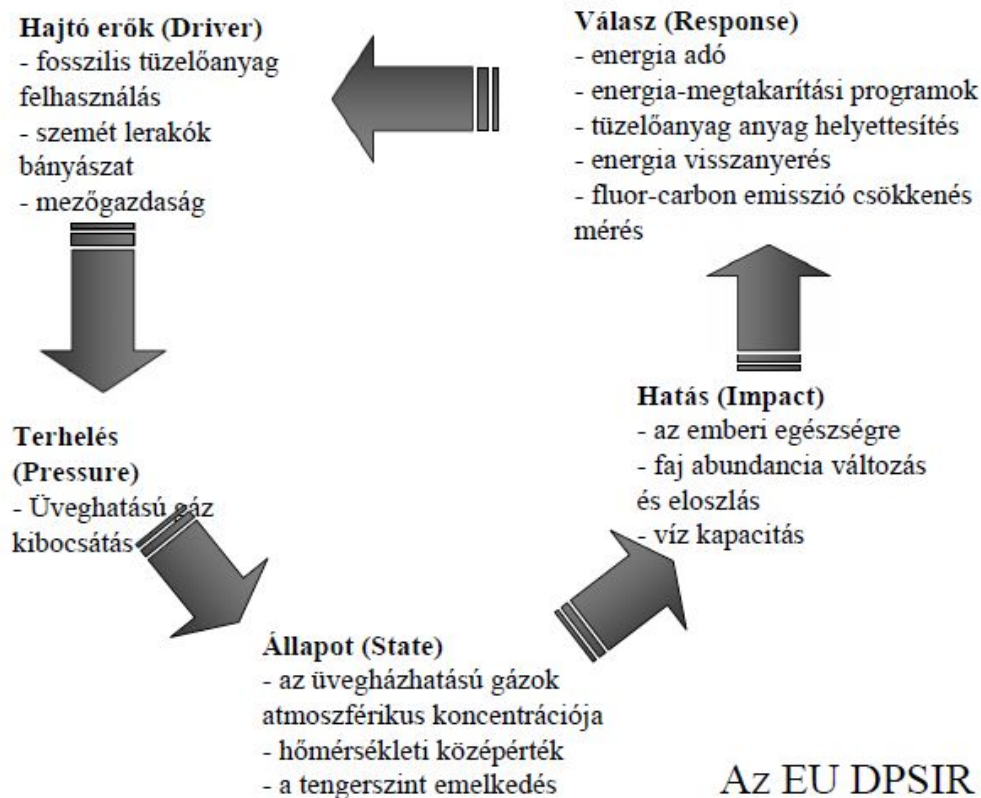 Hajtó erők (Driver)
- fosszilis tüzelőanyag
felhasználás
- szemét lerakók
bányászat
- mezőgazdaság
Terhelés
(Pressure)
- Üveghatású gáz
kibocsátás
Állapot (State)
- az üvegházhatású gázok
atmoszférikus koncentrációja
- hőmérsékleti középérték
- a tengerszint emelkedés
Hatás (Impact)
- az emberi egészségre
- faj abundancia változás
és eloszlás
- víz kapacitás
Válasz (Response)
- energia adó
- energia-megtakarítási programok
- tüzelőanyag anyag helyettesítés
- energia visszanyerés
- fluor-carbon emisszió csökkenés
mérés
Az EU DPSIR